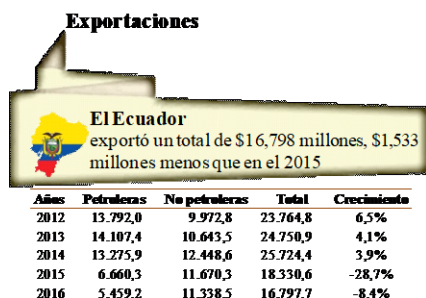 Exportaciones
El Ecuador
exportó un total de $16,798 millones, $1,533
millones menos que en el 2015
Años Petroleras No petroleras Total Crecimiento
2012 13.792,0 9.972,8 23.764,8 6,5%
2013 14.107,4 10.643,5 24.750,9 4,1%
2014 13.275,9 12.448,6 25.724,4 3,9%
2015 6.660,3 11.670,3 18.330,6 -28,7%
2016 5.459,2 11.338,5 16.797,7 -8,4%